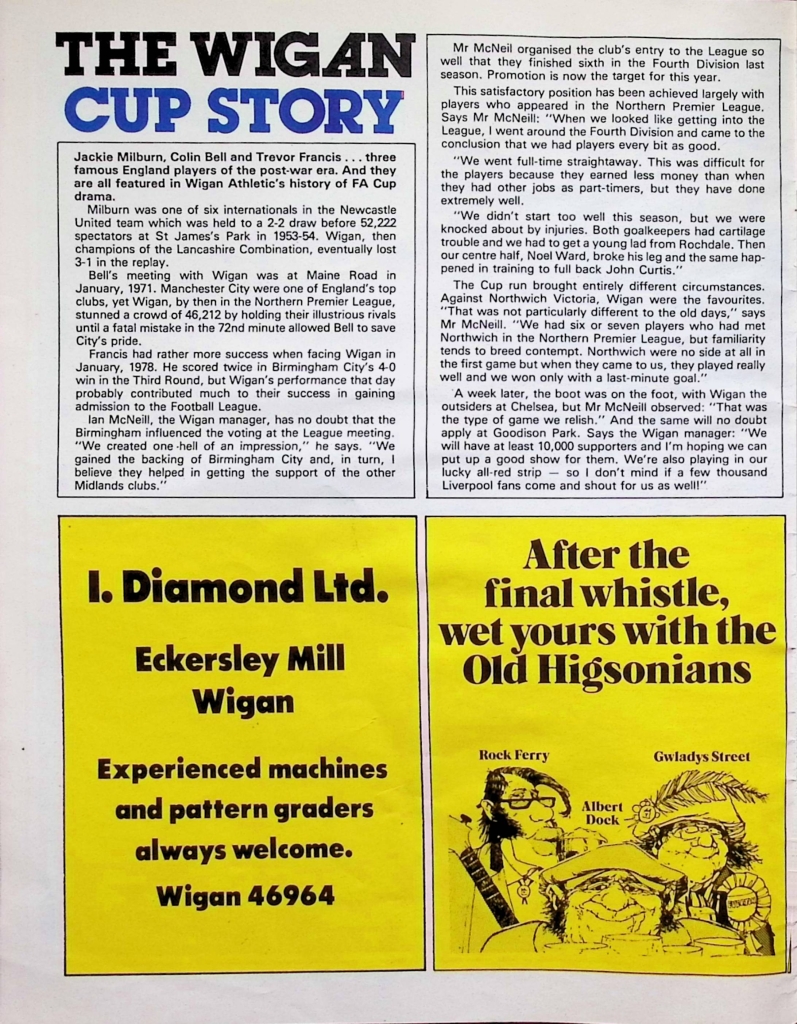 THE WIGAN
CUP STORY
Jackie Milburn, Colin Bell and Trevor Francis . . . three
famous England players of the post-war era. And they
are all featured in Wigan Athletic's history of FA Cup
drama.
Milburn was one of six internationals in the Newcastle
United team which was held to a 2-2 draw before 52,222
spectators at St James's Park in 1953-54. Wigan, then
champions of the Lancashire Combination, eventually lost
3-1 in the replay.
Bell's meeting with Wigan was at Maine Road in
January, 1971. Manchester City were one of England's top
clubs, yet Wigan, by then in the Northern Premier League,
stunned a crowd of 46,212 by holding their illustrious rivals
until a fatal mistake in the 72nd minute allowed Bell to save
City's pride.
Francis had rather more success when facing Wigan in
January, 1978. He scored twice in Birmingham City's 4-0
win in the Third Round, but Wigan's performance that day
probably contributed much to their success in gaining
admission to the Football League.
Ian McNeill, the Wigan manager, has no doubt that the
Birmingham influenced the voting at the League meeting.
"We created one hell of an impression," he says. "We
gained the backing of Birmingham City and, in turn, I
believe they helped in getting the support of the other
Midlands clubs."
Mr McNeil organised the club's entry to the League so
well that they finished sixth in the Fourth Division last
season. Promotion is now the target for this year.
This satisfactory position has been achieved largely with
players who appeared in the Northern Premier League.
Says Mr McNeill: "When we looked like getting into the
League, I went around the Fourth Division and came to the
conclusion that we had players every bit as good.
"We went full-time straightaway. This was difficult for
the players because they earned less money than when
they had other jobs as part-timers, but they have done
extremely well.
"We didn't start too well this season, but we were
knocked about by injuries. Both goalkeepers had cartilage
trouble and we had to get a young lad from Rochdale. Then
our centre half, Noel Ward, broke his leg and the same hap-
pened in training to full back John Curtis."
The Cup run brought entirely different circumstances.
Against Northwich Victoria, Wigan were the favourites.
"That was not particularly different to the old days," says
Mr McNeill. "We had six or seven players who had met
Northwich in the Northern Premier League, but familiarity
tends to breed contempt. Northwich were no side at all in
the first game but when they came to us, they played really
well and we won only with a last-minute goal."
A week later, the boot was on the foot, with Wigan the
outsiders at Chelsea, but Mr McNeill observed: "That was
the type of game we relish." And the same will no doubt
apply at Goodison Park. Says the Wigan manager: "We
will have at least 10,000 supporters and I'm hoping we can
put up a good show for them. We're also playing in our
lucky all-red strip — so I don't mind if a few thousand
Liverpool fans come and shout for us as well!"
I. Diamond Ltd.
Eckersley Mill
Wigan
Experienced machines
and pattern graders
always welcome.
Wigan 46964
After the
final whistle,
wet yours with the
Old Higsonians
Rock Ferry
Gwladys Street
Albert
Dock